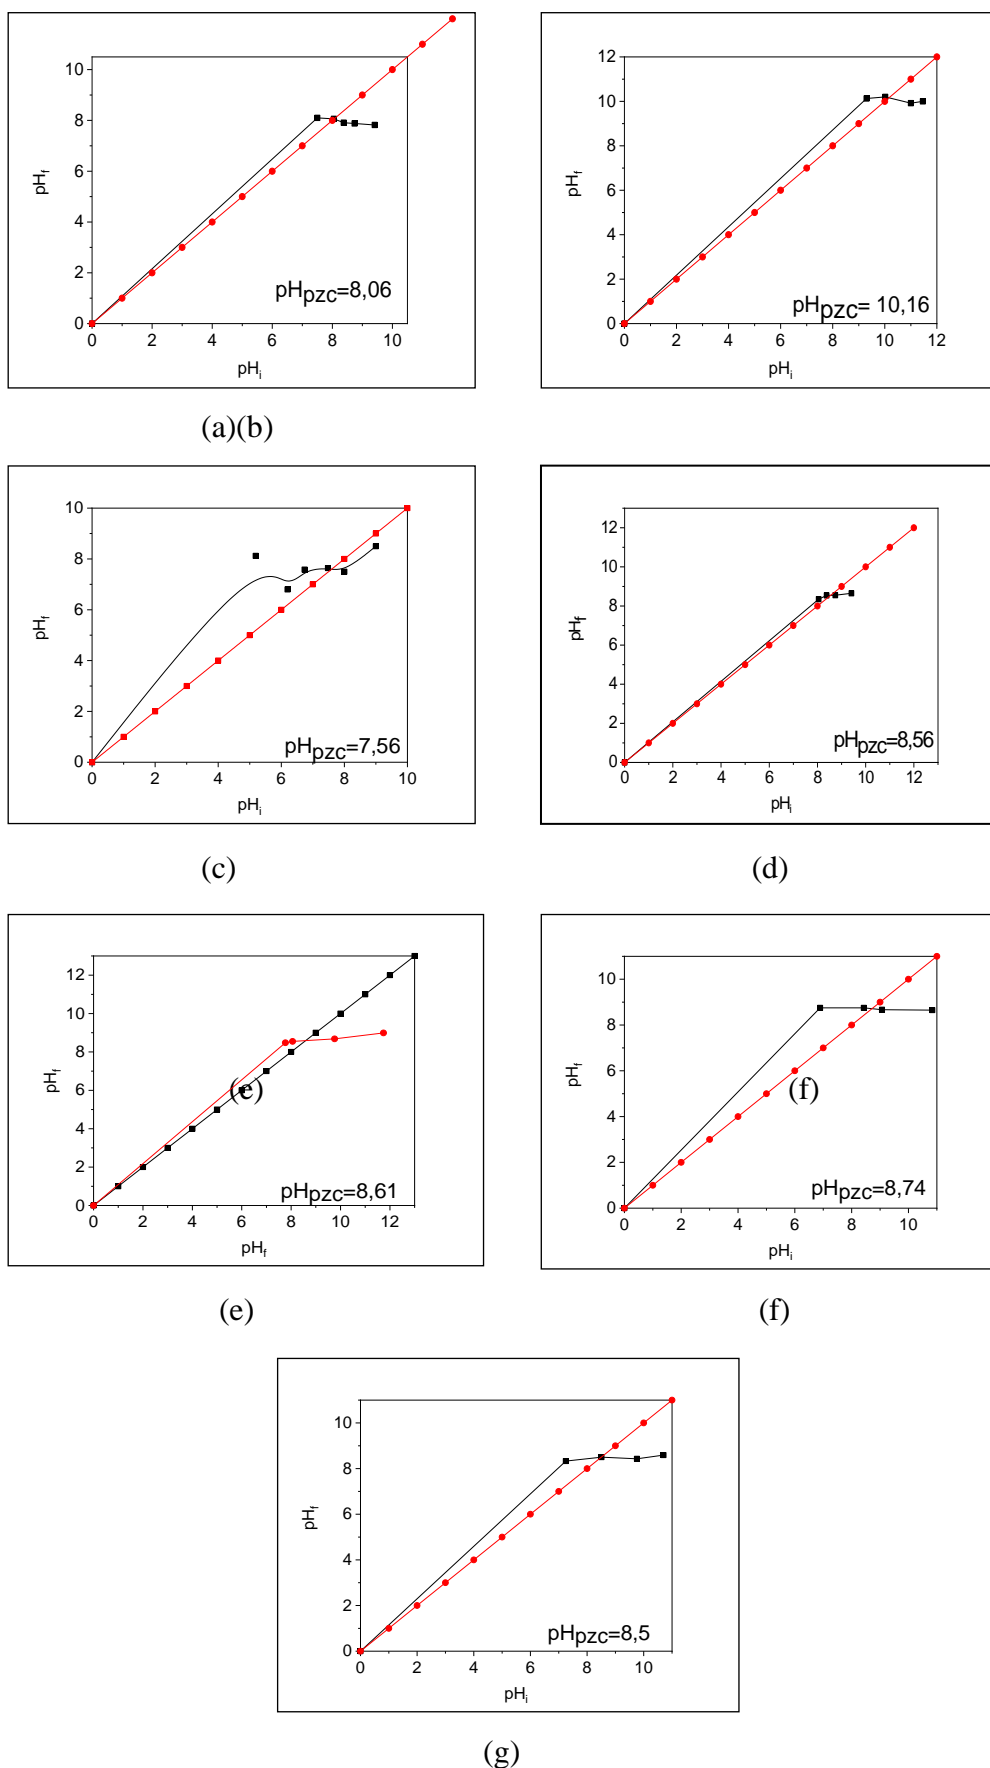 10
8
6
4
2
0
pHf
pHpzc=8,06
0 2 4 6 8 10
pHi
12
10
8
6
4
2
0
pHf
pHpzc= 10,16
0 2 4 6 8 10 12
pHi
(a)(b)
10
8
6
4
2
0
pHf
pHpzc=7,56
0 2 4 6 8 10
pHi
(c)
12
10
8
6
4
2
0
pHf
pHpzc=8,56
0 2 4 6 8 10 12
pHi
(d)
12
10
8
6
4
2
0
pHf
(e)
pHpzc=8,61
0 2 4 6 8 10 12
pHf
(e)
10
8
6
4
2
0
pHf
(f)
pHpzc=8,74
0 2 4 6 8 10
pHi
(f)
10
8
6
4
2
0
pHf
pHpzc=8,5
0 2 4 6 8 10
pHi
(g)